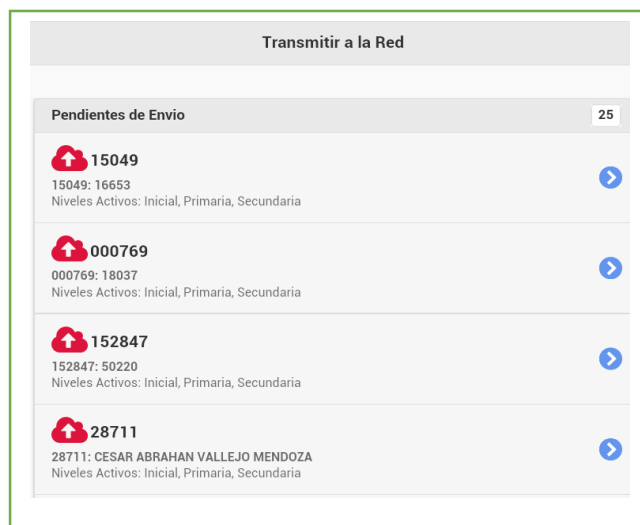 Transmitir a la Red
Pendientes de Envio 25
15049
15049: 16653
Niveles Activos: Inicial, Primaria, Secundaria
000769
000769: 18037
Niveles Activos: Inicial, Primaria, Secundaria
152847
152847: 50220
Niveles Activos: Inicial, Primaria, Secundaria
28711
28711: CESAR ABRAHAN VALLEJO MENDOZA
Niveles Activos: Inicial, Primaria, Secundaria